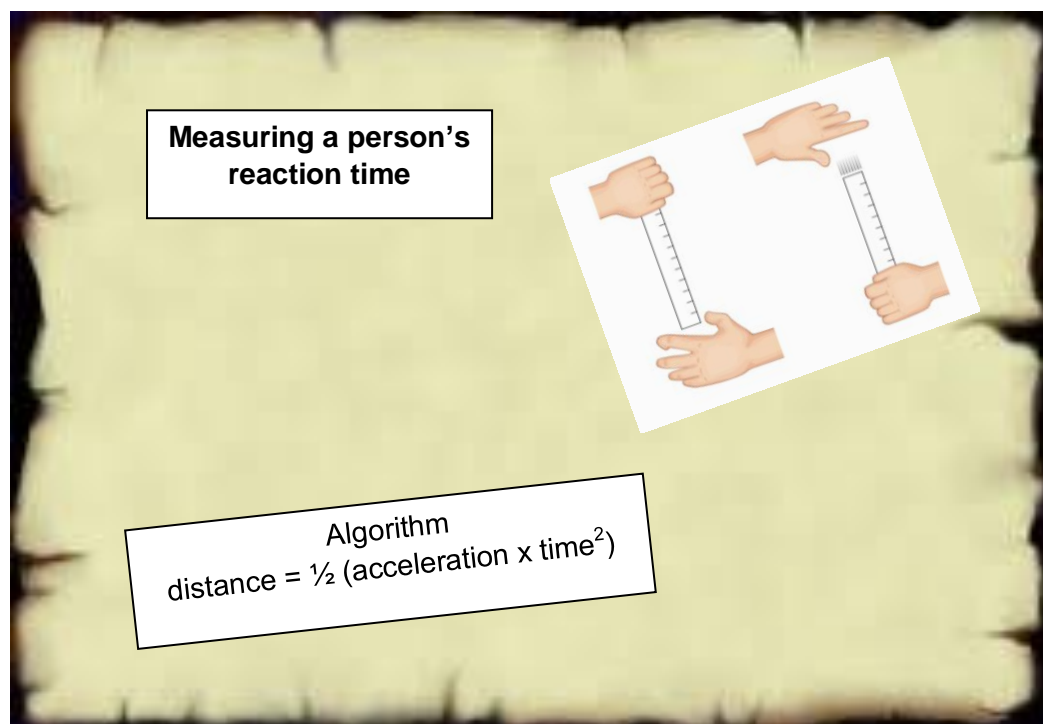 Measuring a person’s
reaction time
Algorithm
distance = ½ (acceleration x time²)